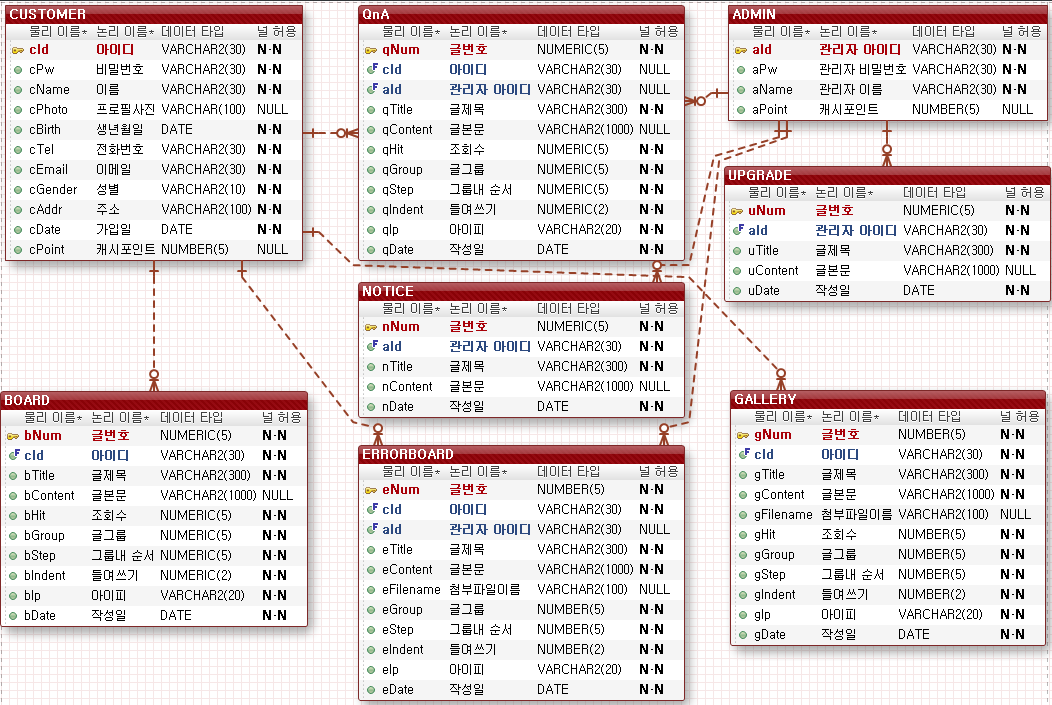 CUSTOMER
물리 이름* 논리 이름* 데이터 타입 널 허용
cId 아이디 VARCHAR2(30) N-N
cPw 비밀번호 VARCHAR2(30) N-N
cName 이름 VARCHAR2(30) N-N
cPhoto 프로필사진 VARCHAR(100) NULL
cBirth 생년월일 DATE N-N
cTel 전화번호 VARCHAR2(30) N-N
cEmail 이메일 VARCHAR2(30) N-N
cGender 성별 VARCHAR2(10) N-N
cAddr 주소 VARCHAR2(100) N-N
cDate 가입일 DATE N-N
cPoint 캐시포인트 NUMBER(5) NULL
QnA
물리 이름* 논리 이름* 데이터 타입 널 허용
qNum 글번호 NUMERIC(5) N-N
cId 아이디 VARCHAR2(30) NULL
aId 관리자 아이디 VARCHAR2(30) NULL
qTitle 글제목 VARCHAR2(300) N-N
qContent 글본문 VARCHAR2(1000) NULL
qHit 조회수 NUMERIC(5) N-N
qGroup 글그룹 NUMERIC(5) N-N
qStep 그룹내 순서 NUMERIC(5) N-N
qIndent 들여쓰기 NUMERIC(2) N-N
qIp 아이피 VARCHAR2(20) N-N
qDate 작성일 DATE N-N
ADMIN
물리 이름* 논리 이름* 데이터 타입 널 허용
aId 관리자 아이디 VARCHAR2(30) N-N
aPw 관리자 비밀번호 VARCHAR2(30) N-N
aName 관리자 이름 VARCHAR2(30) N-N
aPoint 캐시포인트 NUMBER(5) NULL
UPGRADE
물리 이름* 논리 이름* 데이터 타입 널 허용
uNum 글번호 NUMERIC(5) N-N
aId 관리자 아이디 VARCHAR2(30) N-N
uTitle 글제목 VARCHAR2(300) N-N
uContent 글본문 VARCHAR2(1000) NULL
uDate 작성일 DATE N-N
NOTICE
물리 이름* 논리 이름* 데이터 타입 널 허용
nNum 글번호 NUMERIC(5) N-N
aId 관리자 아이디 VARCHAR2(30) N-N
nTitle 글제목 VARCHAR2(300) N-N
nContent 글본문 VARCHAR2(1000) NULL
nDate 작성일 DATE N-N
BOARD
물리 이름* 논리 이름* 데이터 타입 널 허용
bNum 글번호 NUMERIC(5) N-N
cId 아이디 VARCHAR2(30) N-N
bTitle 글제목 VARCHAR2(300) N-N
bContent 글본문 VARCHAR2(1000) NULL
bHit 조회수 NUMERIC(5) N-N
bGroup 글그룹 NUMERIC(5) N-N
bStep 그룹내 순서 NUMERIC(5) N-N
bIndent 들여쓰기 NUMERIC(2) N-N
bIp 아이피 VARCHAR2(20) N-N
bDate 작성일 DATE N-N
ERRORBOARD
물리 이름* 논리 이름* 데이터 타입 널 허용
eNum 글번호 NUMBER(5) N-N
cId 아이디 VARCHAR2(30) N-N
aId 관리자 아이디 VARCHAR2(30) NULL
eTitle 글제목 VARCHAR2(300) N-N
eContent 글본문 VARCHAR2(1000) N-N
eFilename 첨부파일이름 VARCHAR2(100) NULL
eGroup 글그룹 NUMBER(5) N-N
eStep 그룹내 순서 NUMBER(5) N-N
eIndent 들여쓰기 NUMBER(2) N-N
eIp 아이피 VARCHAR2(20) N-N
eDate 작성일 DATE N-N
GALLERY
물리 이름* 논리 이름* 데이터 타입 널 허용
gNum 글번호 NUMBER(5) N-N
cId 아이디 VARCHAR2(30) N-N
gTitle 글제목 VARCHAR2(300) N-N
gContent 글본문 VARCHAR2(1000) N-N
gFilename 첨부파일이름 VARCHAR2(100) NULL
gHit 조회수 NUMBER(5) N-N
gGroup 글그룹 NUMBER(5) N-N
gStep 그룹내 순서 NUMBER(5) N-N
gIndent 들여쓰기 NUMBER(2) N-N
gIp 아이피 VARCHAR2(20) N-N
gDate 작성일 DATE N-N